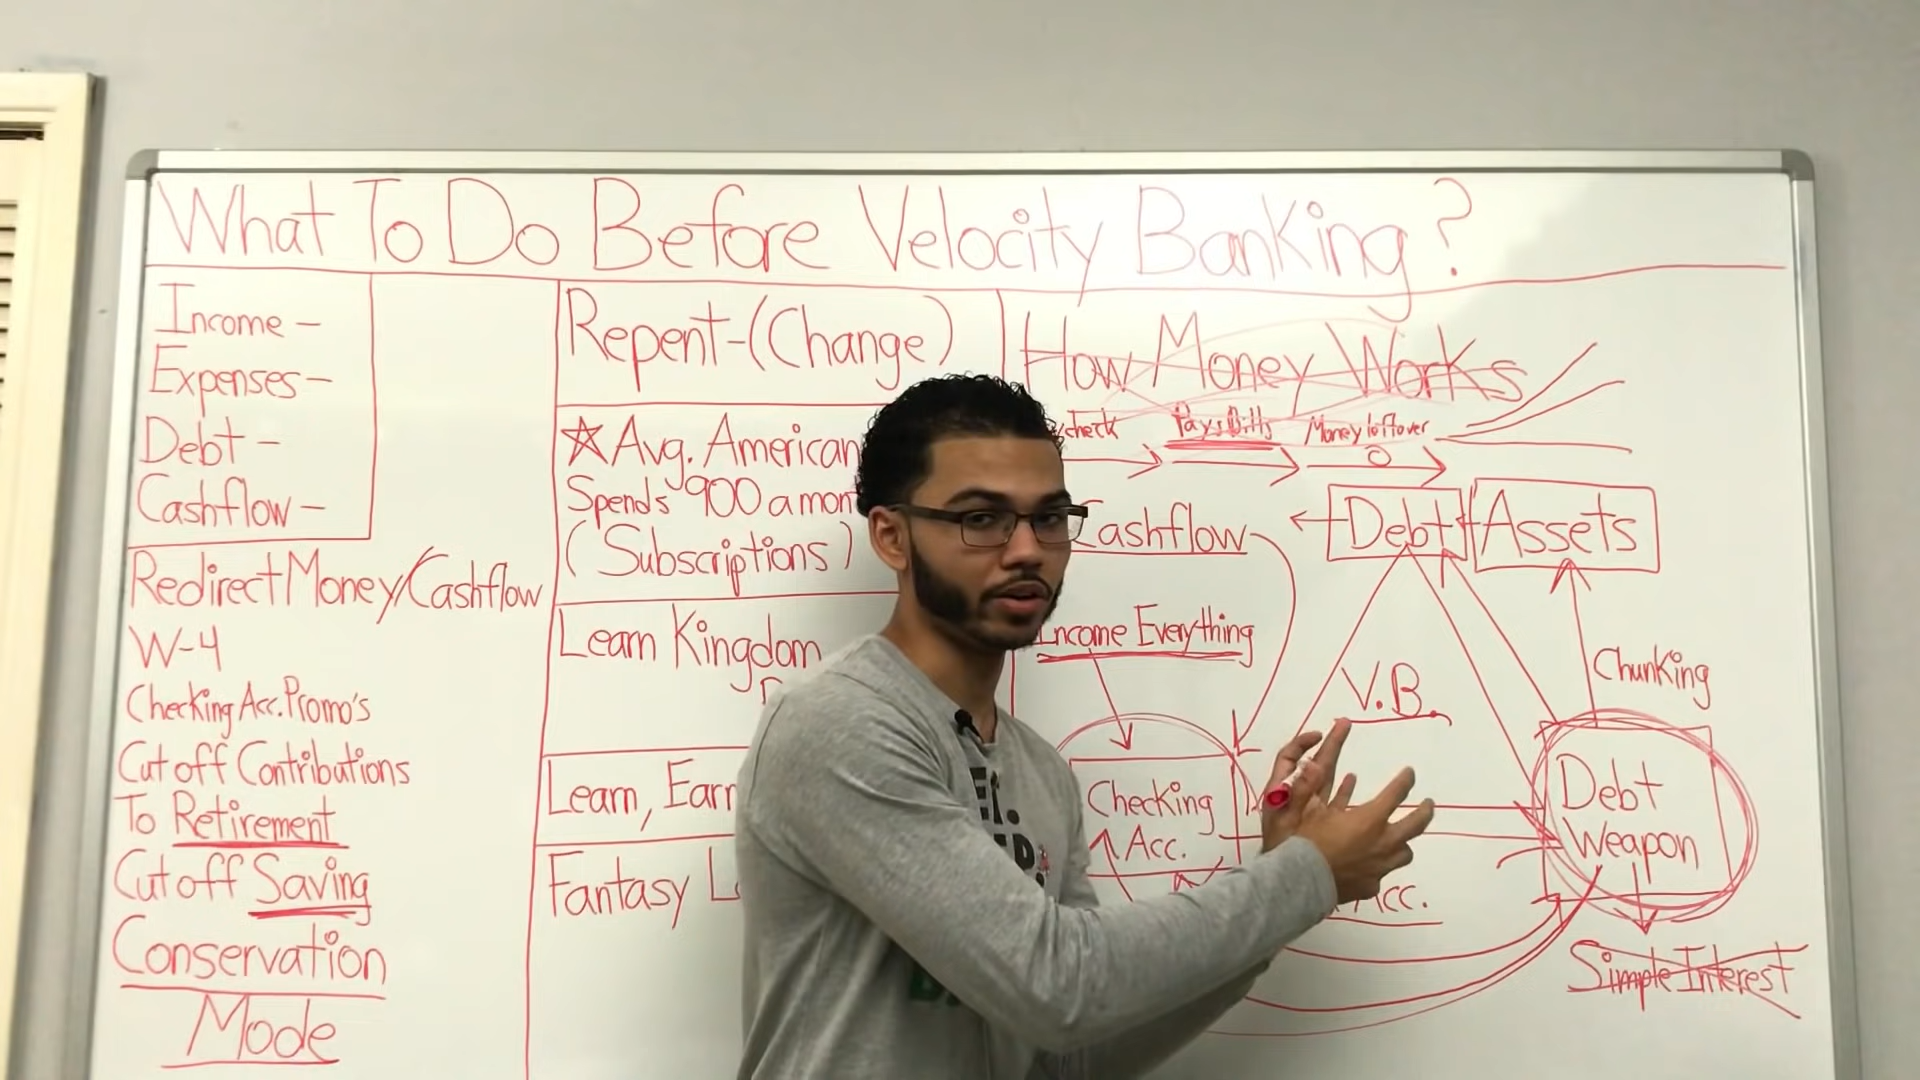 What To Do Before Velocity Banking?
Income -
Expenses -
Debt -
Cashflow -
Redirect Money/Cashflow
W-4
Checking Acc. Promo's
Cut off Contributions
To Retirement
Cut off Saving
Conservation
Mode
Repent - (Change)
Avg. American
Spends 900 a
(Subscriptions)
Learn Kingdom
Learn, Earn
Fantasy
How Money Works
check
Pays Bills
Money leftover
0
Cashflow
Debt
Assets
Income Everything
V.B.
Chunking
Checking
Acc.
Debt
Weapon
Acc.
Simple Interest